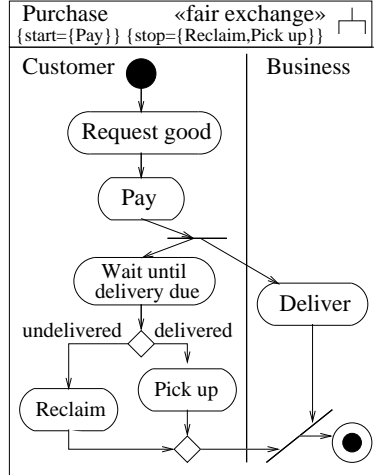 Purchase «fair exchange»
{start={Pay}} {stop={Reclaim,Pick up}}
Customer Business
Request good
Pay
Wait until
delivery due
Deliver
undelivered delivered
Pick up
Reclaim